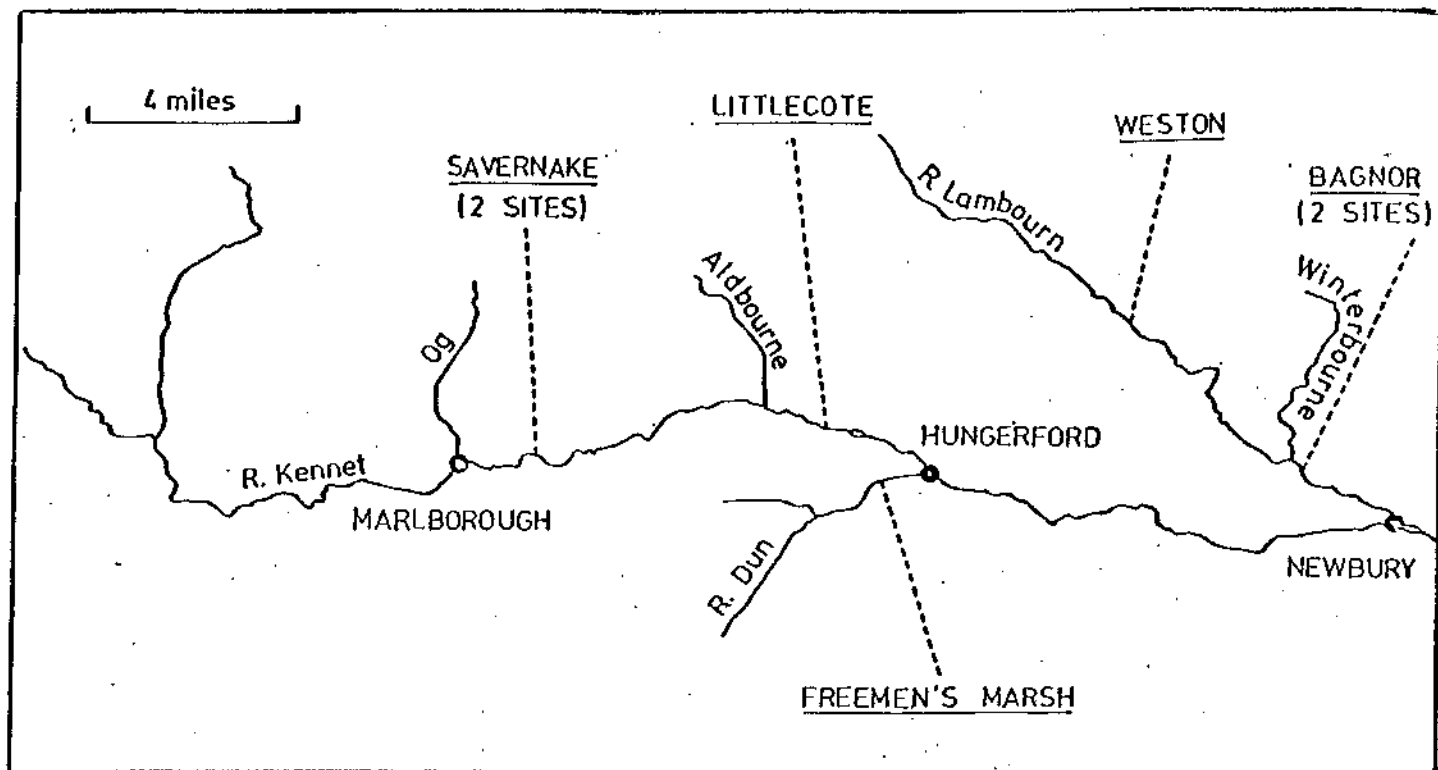 4 miles
LITTLECOTE
WESTON
SAVERNAKE
(2 SITES)
R Lambourn
BAGNOR
(2 SITES)
Aldbourne
Winterbourne
Og
HUNGERFORD
R. Kennet
MARLBOROUGH
R. Dun
NEWBURY
FREEMEN'S MARSH